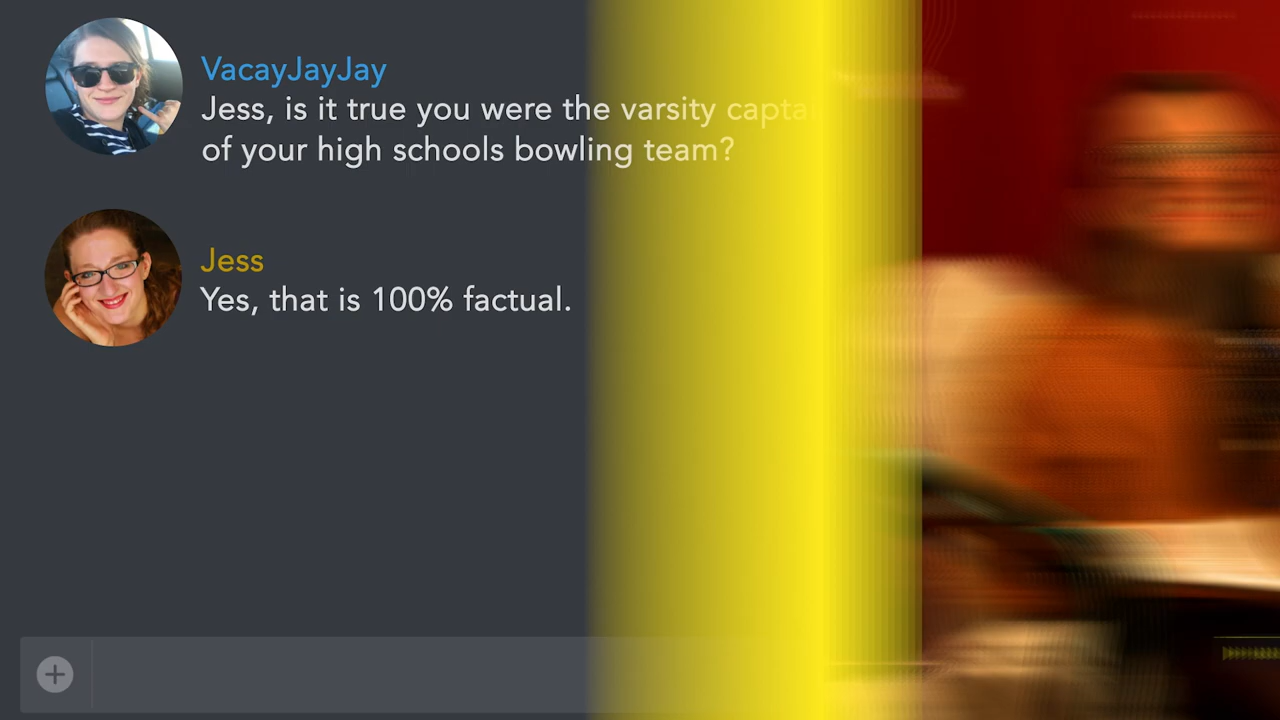 VacayJayJay
Jess, is it true you were the varsity
of your high schools bowling team?
Jess
Yes, that is 100% factual.